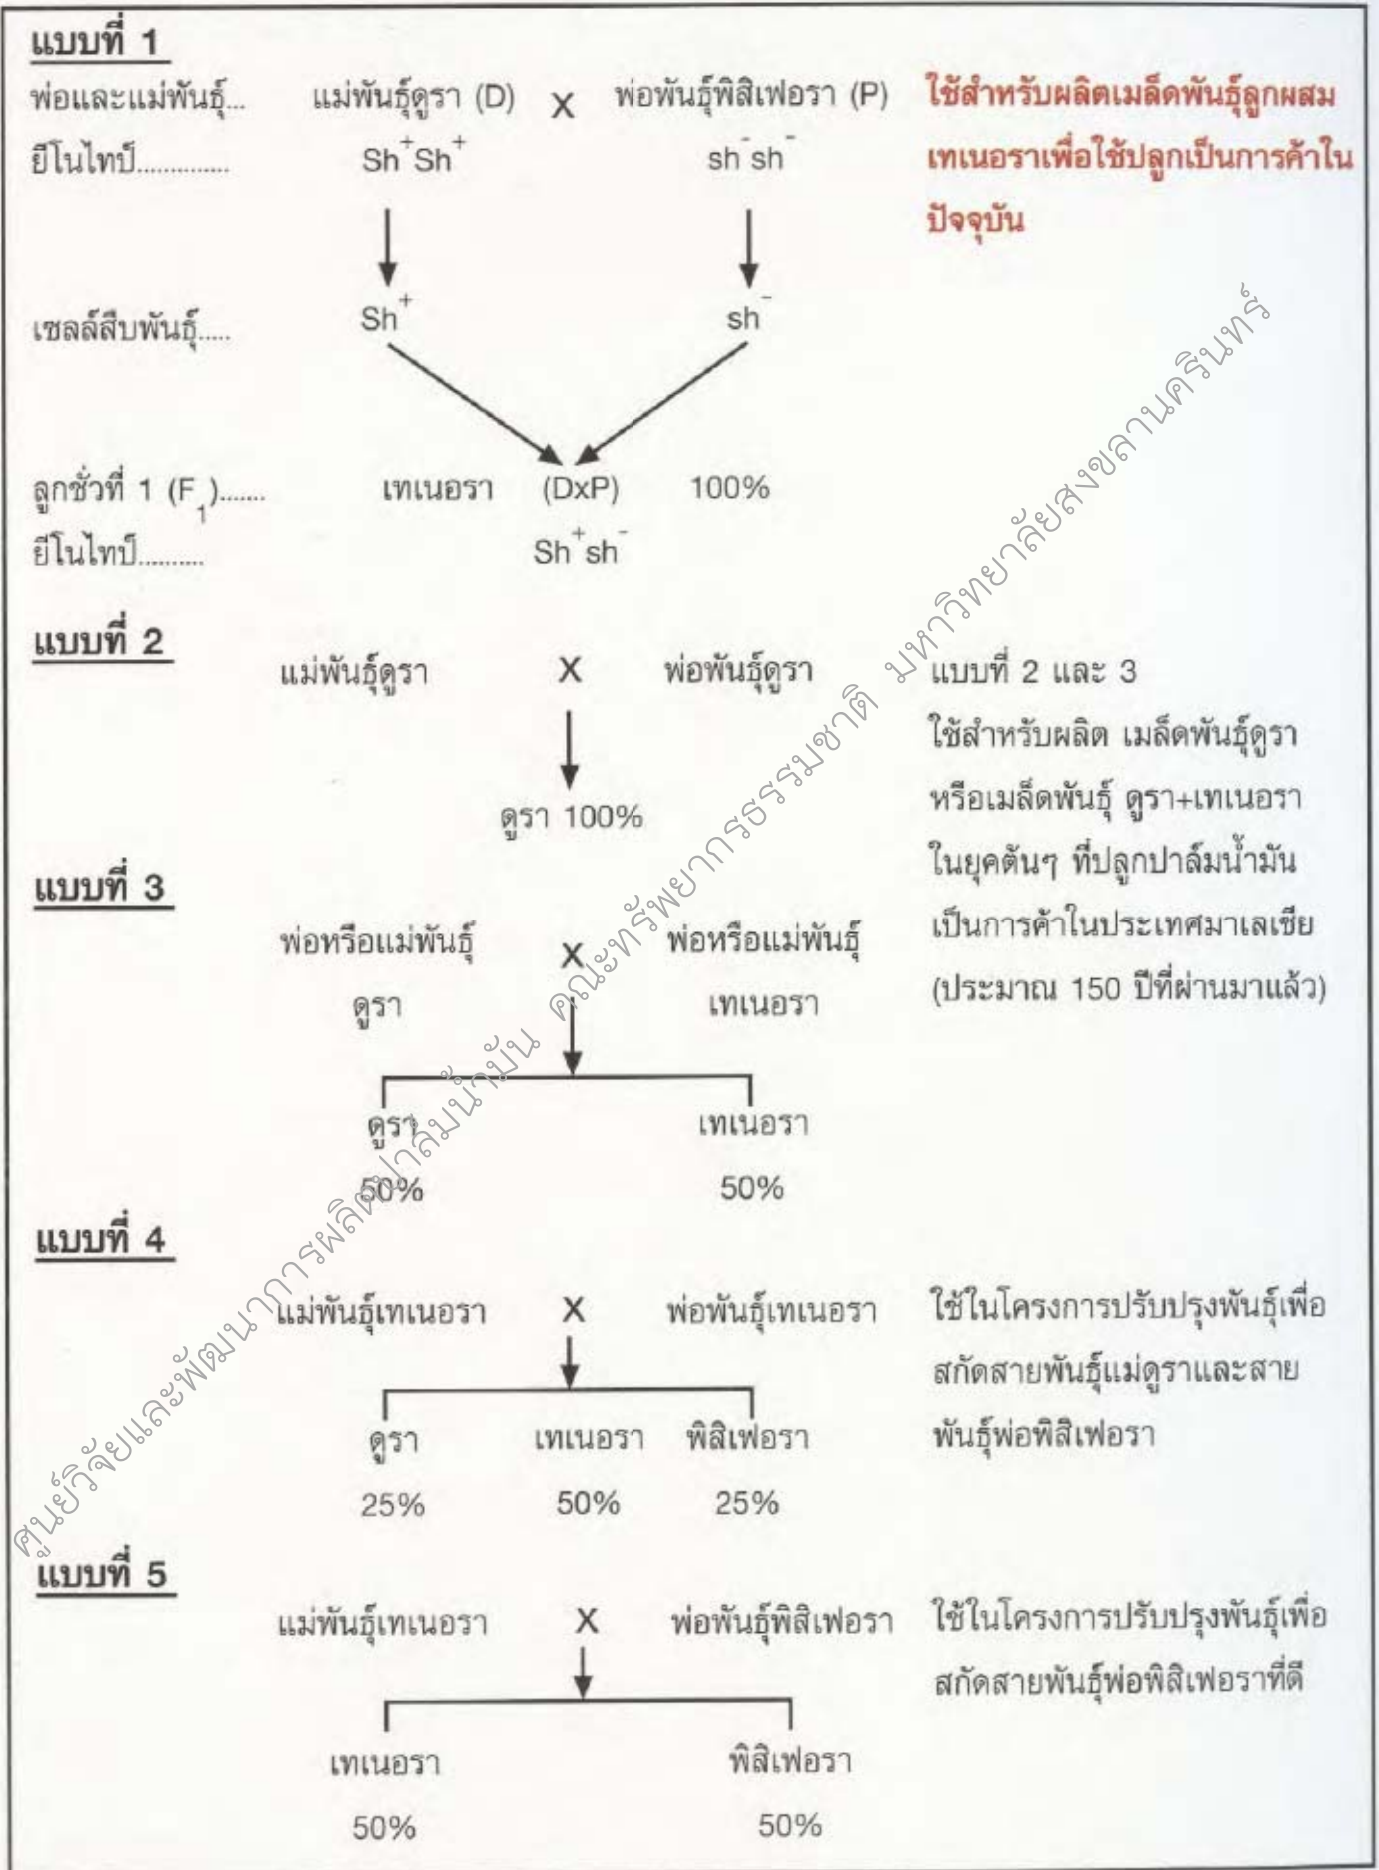 แบบที่ 1
พ่อและแม่พันธุ์... แม่พันธุ์ดูรา (D) X พ่อพันธุ์พิสิเฟอรา (P)
ยีโนไทป์.............. Sh⁺Sh⁺ sh⁻sh⁻
ใช้สำหรับผลิตเมล็ดพันธุ์ลูกผสม
เทเนอราเพื่อใช้ปลูกเป็นการค้าใน
ปัจจุบัน
เซลล์สืบพันธุ์..... Sh⁺ sh⁻
ลูกชั่วที่ 1 (F₁)....... เทเนอรา (DxP) 100%
ยีโนไทป์.......... Sh⁺sh⁻
แบบที่ 2
แม่พันธุ์ดูรา X พ่อพันธุ์ดูรา
ดูรา 100%
แบบที่ 2 และ 3
ใช้สำหรับผลิต เมล็ดพันธุ์ดูรา
หรือเมล็ดพันธุ์ ดูรา+เทเนอรา
ในยุคต้นๆ ที่ปลูกปาล์มน้ำมัน
เป็นการค้าในประเทศมาเลเซีย
(ประมาณ 150 ปีที่ผ่านมาแล้ว)
แบบที่ 3
พ่อหรือแม่พันธุ์ X พ่อหรือแม่พันธุ์
ดูรา เทเนอรา
ดูรา เทเนอรา
50% 50%
แบบที่ 4
แม่พันธุ์เทเนอรา X พ่อพันธุ์เทเนอรา
ดูรา เทเนอรา พิสิเฟอรา
25% 50% 25%
ใช้ในโครงการปรับปรุงพันธุ์เพื่อ
สกัดสายพันธุ์แม่ดูราและสาย
พันธุ์พ่อพิสิเฟอรา
แบบที่ 5
แม่พันธุ์เทเนอรา X พ่อพันธุ์พิสิเฟอรา
เทเนอรา พิสิเฟอรา
50% 50%
ใช้ในโครงการปรับปรุงพันธุ์เพื่อ
สกัดสายพันธุ์พ่อพิสิเฟอราที่ดี
ศูนย์วิจัยและพัฒนาการผลิตปาล์มน้ำมัน คณะทรัพยากรธรรมชาติ มหาวิทยาลัยสงขลานครินทร์